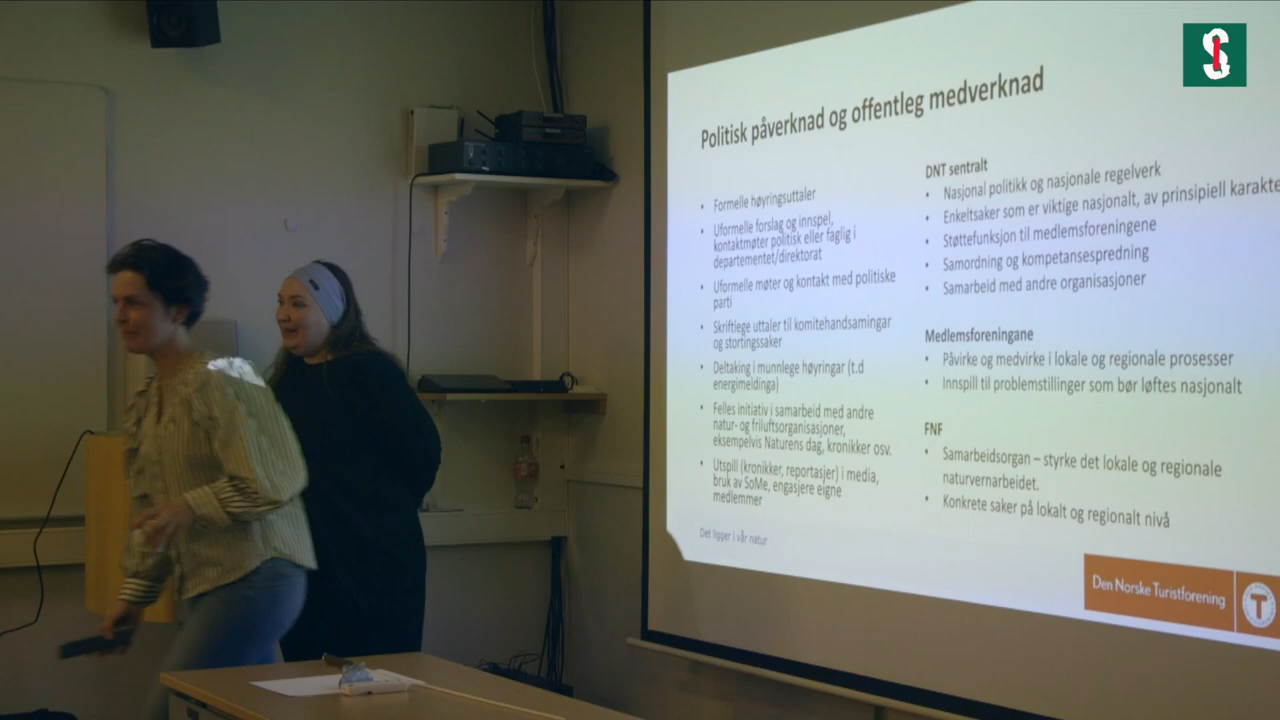 Politisk påverknad og offentleg medverknad
Formelle høyringsuttaler
Uformelle forslag og innspel,
kontaktmøter politisk eller faglig i
departementet/direktorat
Uformelle møter og kontakt med politiske
parti
Skriftlege uttaler til komitehandsamingar
og stortingssaker
Deltaking i munnlege høyringar (t.d
energimeldinga)
Felles initiativ i samarbeid med andre
natur- og friluftsorganisasjoner,
eksempelvis Naturens dag, kronikker osv.
Utspill (kronikker, reportasjer) i media,
bruk av SoMe, engasjere eigne
medlemmer
DNT sentralt
Nasjonal politikk og nasjonale regelverk
Enkeltsaker som er viktige nasjonalt, av prinsipiell karakte
Støttefunksjon til medlemsforeningene
Samordning og kompetansespredning
Samarbeid med andre organisasjoner
Medlemsforeningane
Påvirke og medvirke i lokale og regionale prosesser
Innspill til problemstillinger som bør løftes nasjonalt
FNF
Samarbeidsorgan – styrke det lokale og regionale
naturvernarbeidet.
Konkrete saker på lokalt og regionalt nivå
Det ligger i vår natur
Den Norske Turistforening
T